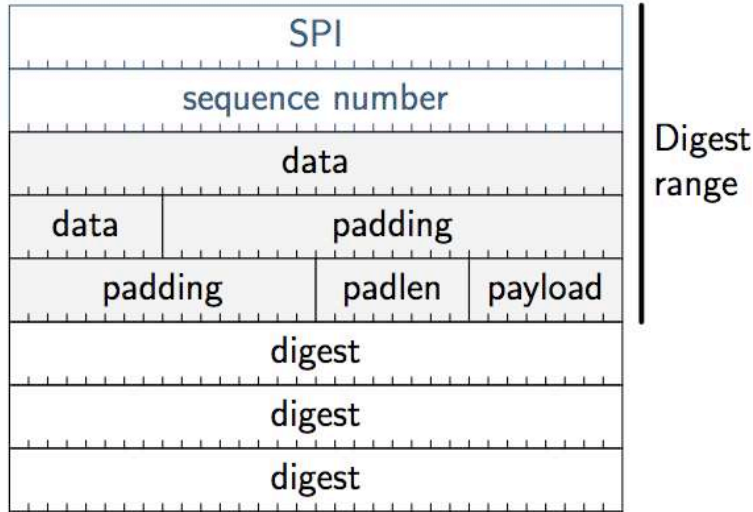 SPI
sequence number
data
data padding
padding padlen payload
digest
digest
digest
Digest
range